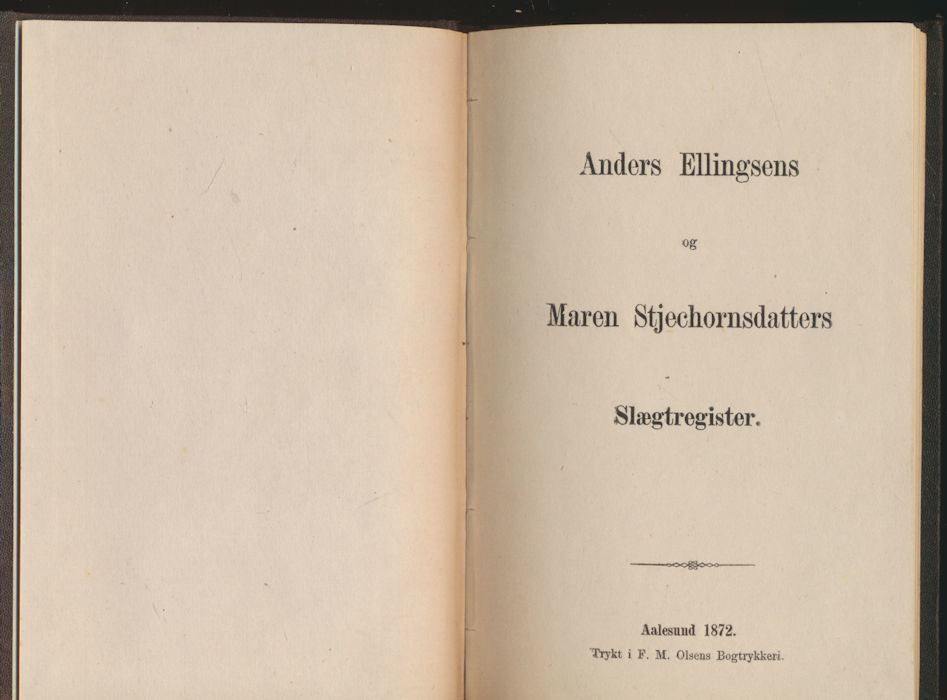 Anders Ellingsens
og
Maren Stjechornsdatters
Slægtregister.
Aalesund 1872.
Trykt i F. M. Olsens Bogtrykkeri.